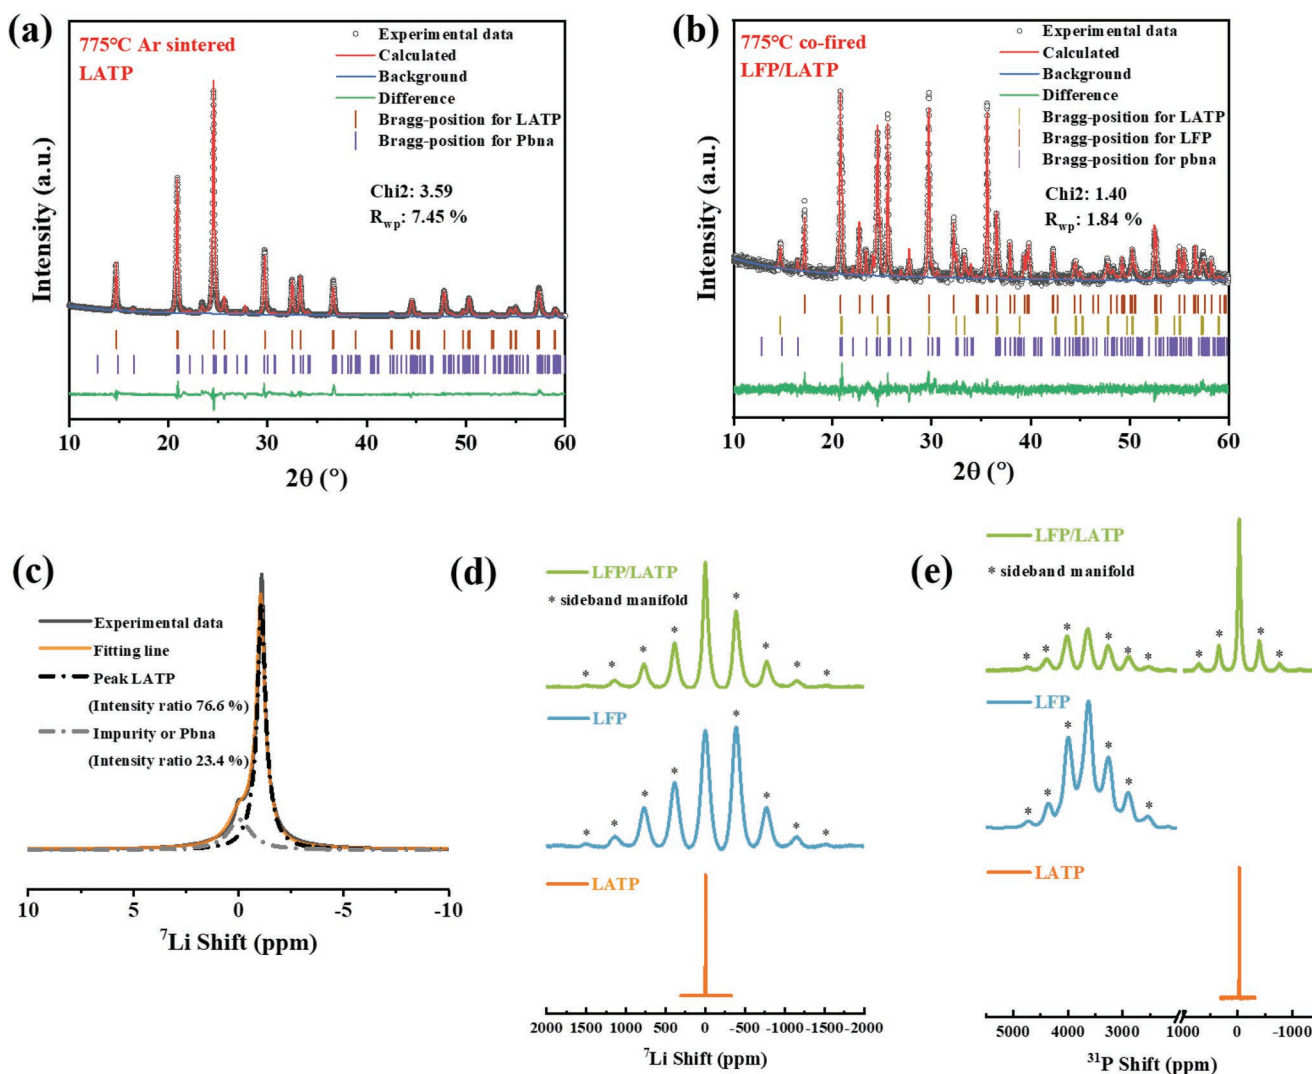 (a)
775°C Ar sintered
LATP
Experimental data
Calculated
Background
Difference
Bragg-position for LATP
Bragg-position for Pbna
Chi2: 3.59
Rwp: 7.45 %
Intensity (a.u.)
10 20 30 40 50 60
2θ (°)
(b)
775°C co-fired
LFP/LATP
Experimental data
Calculated
Background
Difference
Bragg-position for LATP
Bragg-position for LFP
Bragg-position for pbna
Chi2: 1.40
Rwp: 1.84 %
Intensity (a.u.)
10 20 30 40 50 60
2θ (°)
(c)
Experimental data
Fitting line
Peak LATP
(Intensity ratio 76.6 %)
Impurity or Pbna
(Intensity ratio 23.4 %)
10 5 0 -5 -10
7Li Shift (ppm)
(d)
LFP/LATP
* sideband manifold
* * * * * * * *
LFP
* * * * * * * *
LATP
2000 1500 1000 500 0 -500 -1000 -1500 -2000
7Li Shift (ppm)
(e)
LFP/LATP
* sideband manifold
* * * * * * * * * *
LFP
* * * * * *
LATP
5000 4000 3000 0 -1000
31P Shift (ppm)